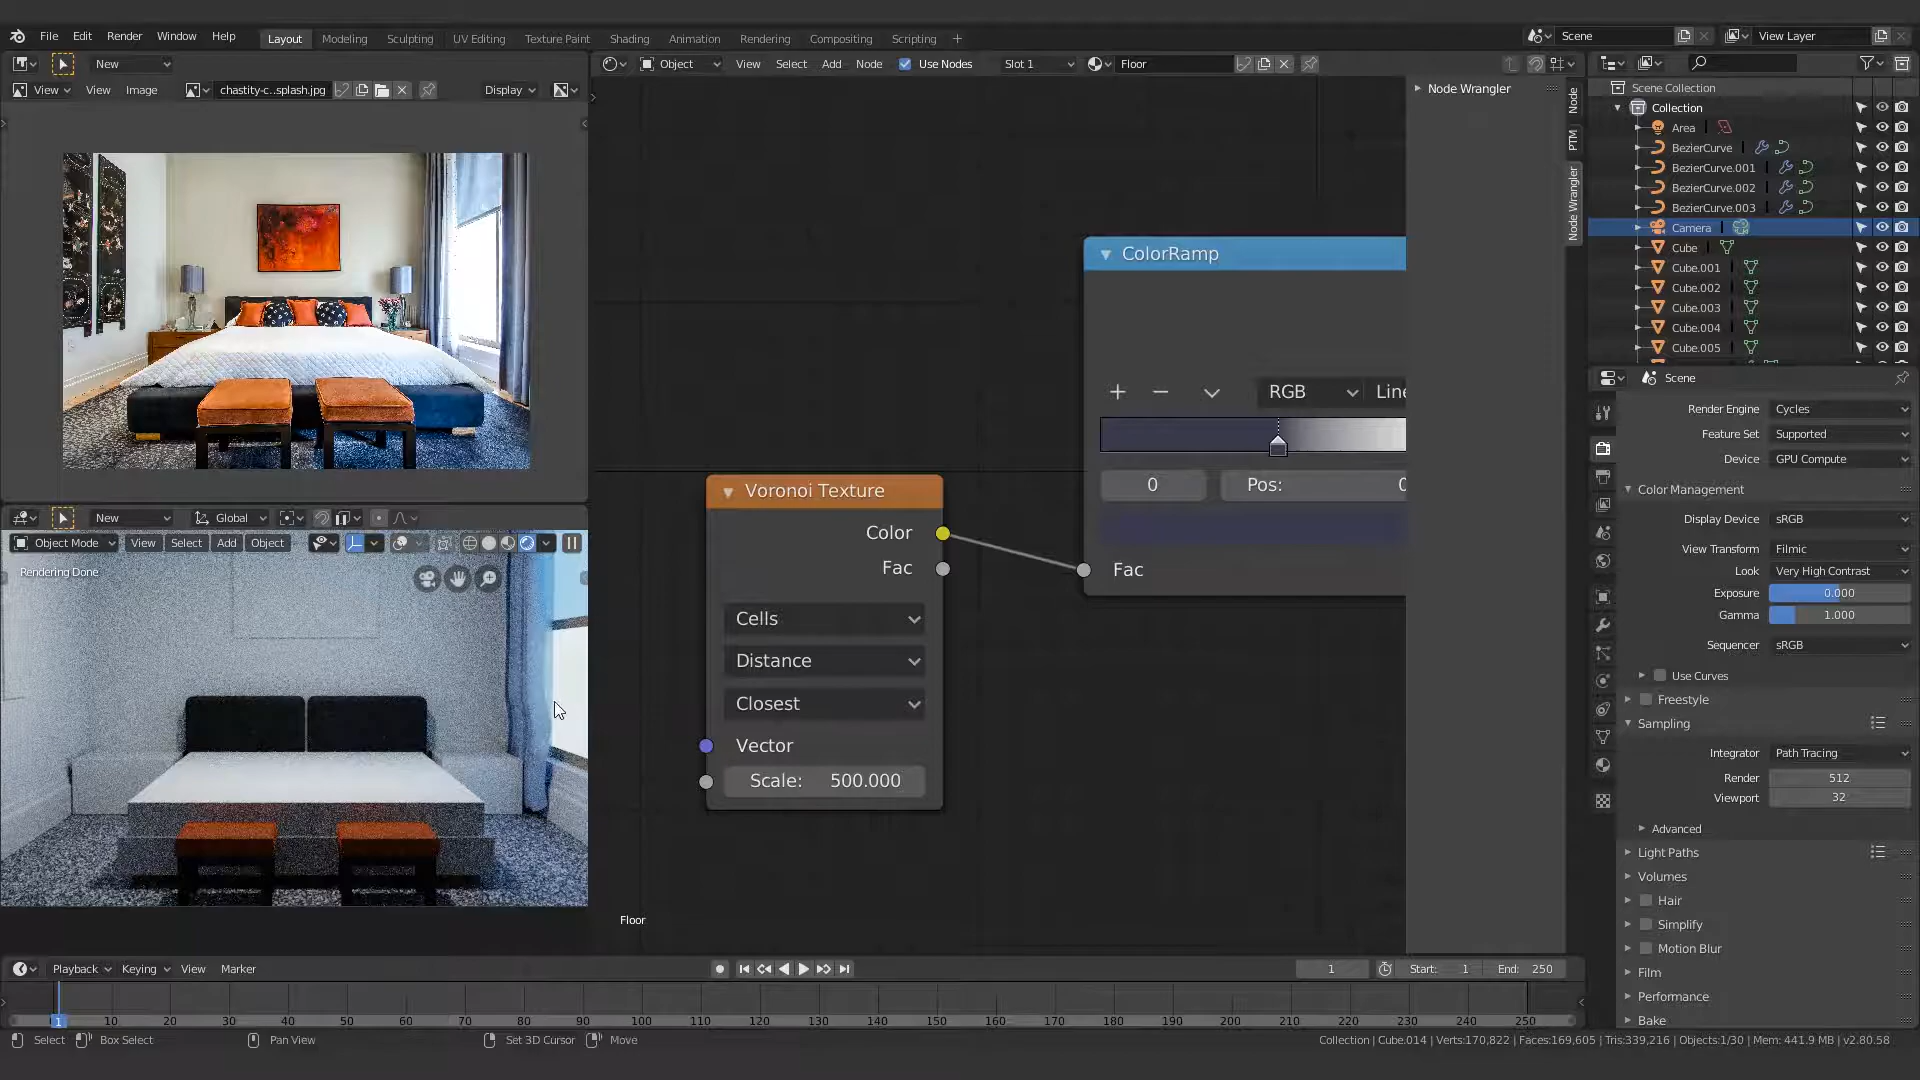 File Edit Render Window Help Layout Modeling Sculpting UV Editing Texture Paint Shading Animation Rendering Compositing Scripting + Scene View Layer
New
View View Image chastity-c..splash.jpg Display
Object View Select Add Node Use Nodes Slot 1 Floor
Node Wrangler
Node
PTM
Node Wrangler
ColorRamp
RGB Line
0 Pos: 0
Fac
Voronoi Texture
Color
Fac
Cells
Distance
Closest
Vector
Scale: 500.000
Floor
New Global
Object Mode View Select Add Object
Rendering Done
Scene Collection
Collection
Area
BezierCurve
BezierCurve.001
BezierCurve.002
BezierCurve.003
Camera
Cube
Cube.001
Cube.002
Cube.003
Cube.004
Cube.005
Scene
Render Engine Cycles
Feature Set Supported
Device GPU Compute
Color Management
Display Device sRGB
View Transform Filmic
Look Very High Contrast
Exposure 0.000
Gamma 1.000
Sequencer sRGB
Use Curves
Freestyle
Sampling
Integrator Path Tracing
Render 512
Viewport 32
Advanced
Light Paths
Volumes
Hair
Simplify
Motion Blur
Film
Performance
Bake
Playback Keying View Marker 1 Start: 1 End: 250
1 10 20 30 40 50 60 70 80 90 100 110 120 130 140 150 160 170 180 190 200 210 220 230 240 250
Select Box Select Pan View Set 3D Cursor Move Collection | Cube.014 | Verts:170,822 | Faces:169,605 | Tris:339,216 | Objects:1/30 | Mem: 441.9 MB | v2.80.58